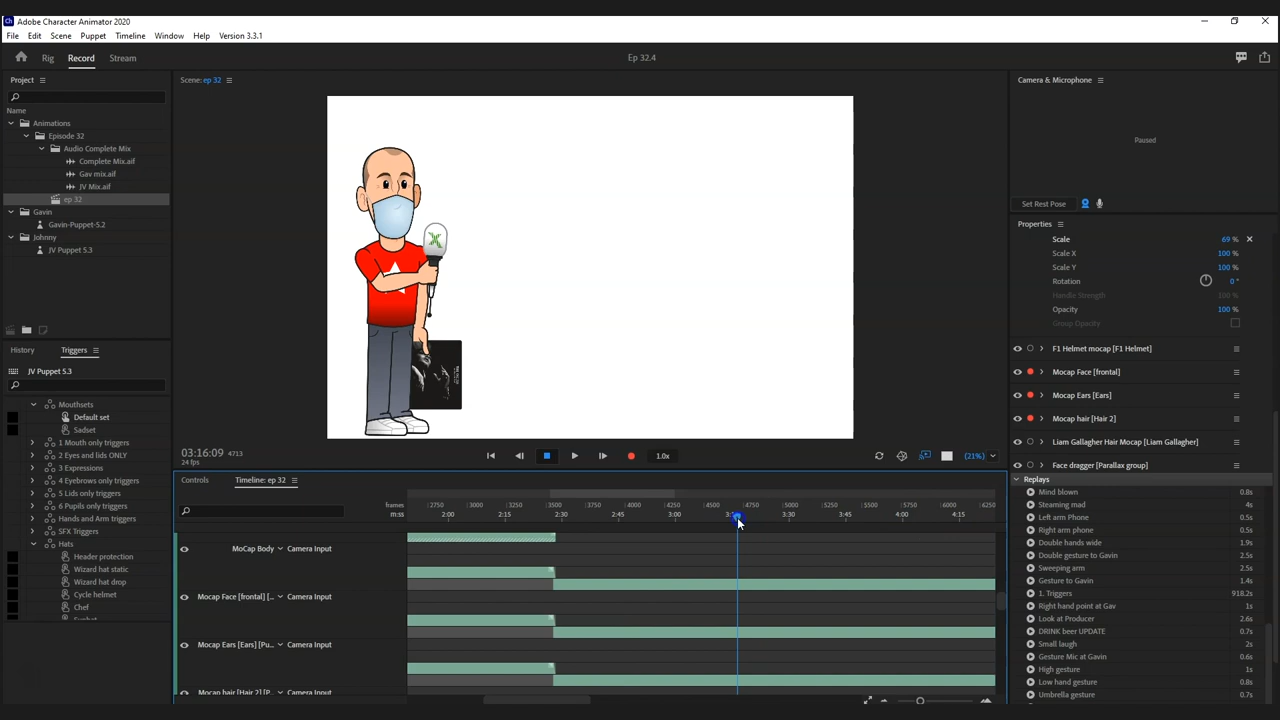 Ch Adobe Character Animator 2020
File Edit Scene Puppet Timeline Window Help Version 3.3.1
Rig Record Stream Ep 32.4
Project
Name
Animations
Episode 32
Audio Complete Mix
Complete Mix.aif
Gav mix.aif
JV Mix.aif
ep 32
Gavin
Gavin-Puppet-5.2
Johnny
JV Puppet 5.3
History Triggers
JV Puppet 5.3
Mouthsets
Default set
Sadset
1 Mouth only triggers
2 Eyes and lids ONLY
3 Expressions
4 Eyebrows only triggers
5 Lids only triggers
6 Pupils only triggers
Hands and Arm triggers
SFX Triggers
Hats
Header protection
Wizard hat static
Wizard hat drop
Cycle helmet
Chef
Scene: ep 32
X
03:16:09 4713
24 fps
1.0x
(21%)
Controls Timeline: ep 32
frames 2750 3000 3250 3500 3750 4000 4250 4500 4750 5000 5250 5500 5750 6000 6250
m:ss 2:00 2:15 2:30 2:45 3:00 3:30 3:45 4:00 4:15
MoCap Body Camera Input
Mocap Face [frontal] [... Camera Input
Mocap Ears [Ears] [Pu... Camera Input
Mocap hair [Hair 2] [P... Camera Input
Camera & Microphone
Paused
Set Rest Pose
Properties
Scale 69 %
Scale X 100 %
Scale Y 100 %
Rotation 0 °
Handle Strength 100 %
Opacity 100 %
Group Opacity
F1 Helmet mocap [F1 Helmet]
Mocap Face [frontal]
Mocap Ears [Ears]
Mocap hair [Hair 2]
Liam Gallagher Hair Mocap [Liam Gallagher]
Face dragger [Parallax group]
Replays
Mind blown 0.8s
Steaming mad 4s
Left arm Phone 0.5s
Right arm phone 0.5s
Double hands wide 1.9s
Double gesture to Gavin 2.5s
Sweeping arm 2.5s
Gesture to Gavin 1.4s
1. Triggers 918.2s
Right hand point at Gav 1s
Look at Producer 2.6s
DRINK beer UPDATE 0.7s
Small laugh 2s
Gesture Mic at Gavin 0.6s
High gesture 1s
Low hand gesture 0.8s
Umbrella gesture 0.7s